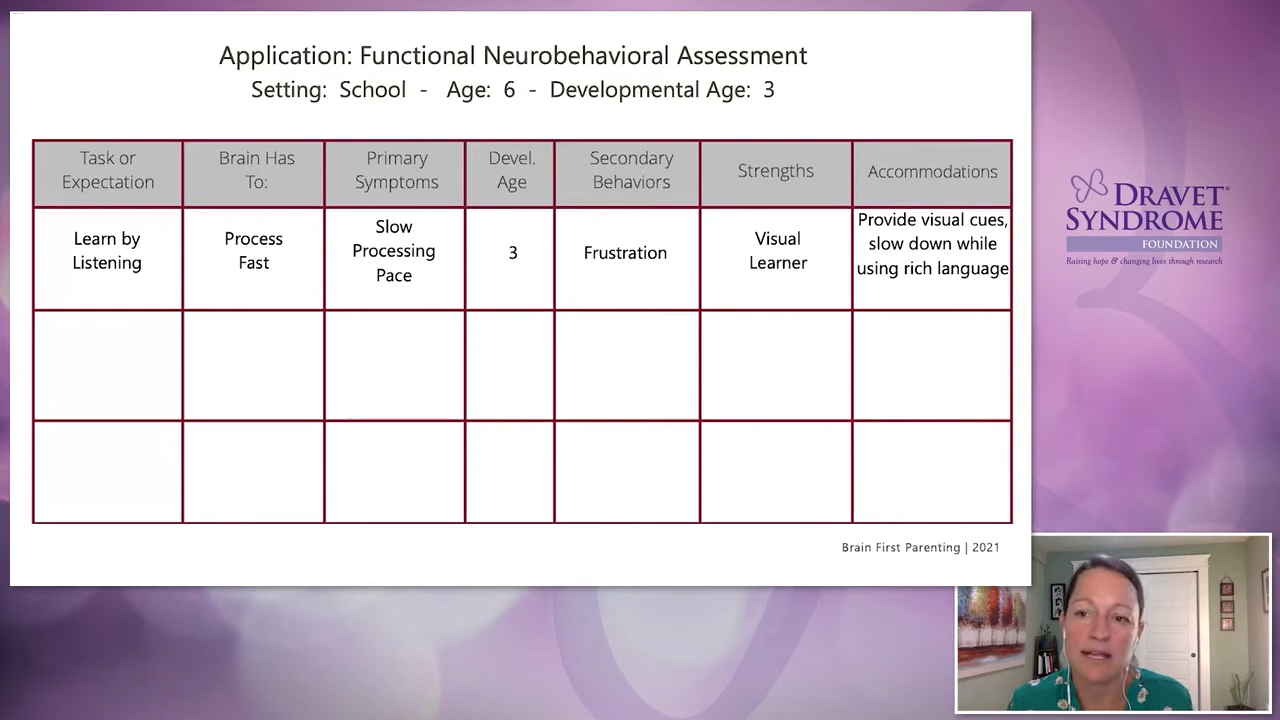 Application: Functional Neurobehavioral Assessment
Setting: School - Age: 6 - Developmental Age: 3
Task or
Expectation
Brain Has
To:
Primary
Symptoms
Devel.
Age
Secondary
Behaviors
Strengths
Accommodations
Learn by
Listening
Process
Fast
Slow
Processing
Pace
3
Frustration
Visual
Learner
Provide visual cues,
slow down while
using rich language
Brain First Parenting | 2021
DRAVET
SYNDROME
FOUNDATION
Raising hope & changing lives through research